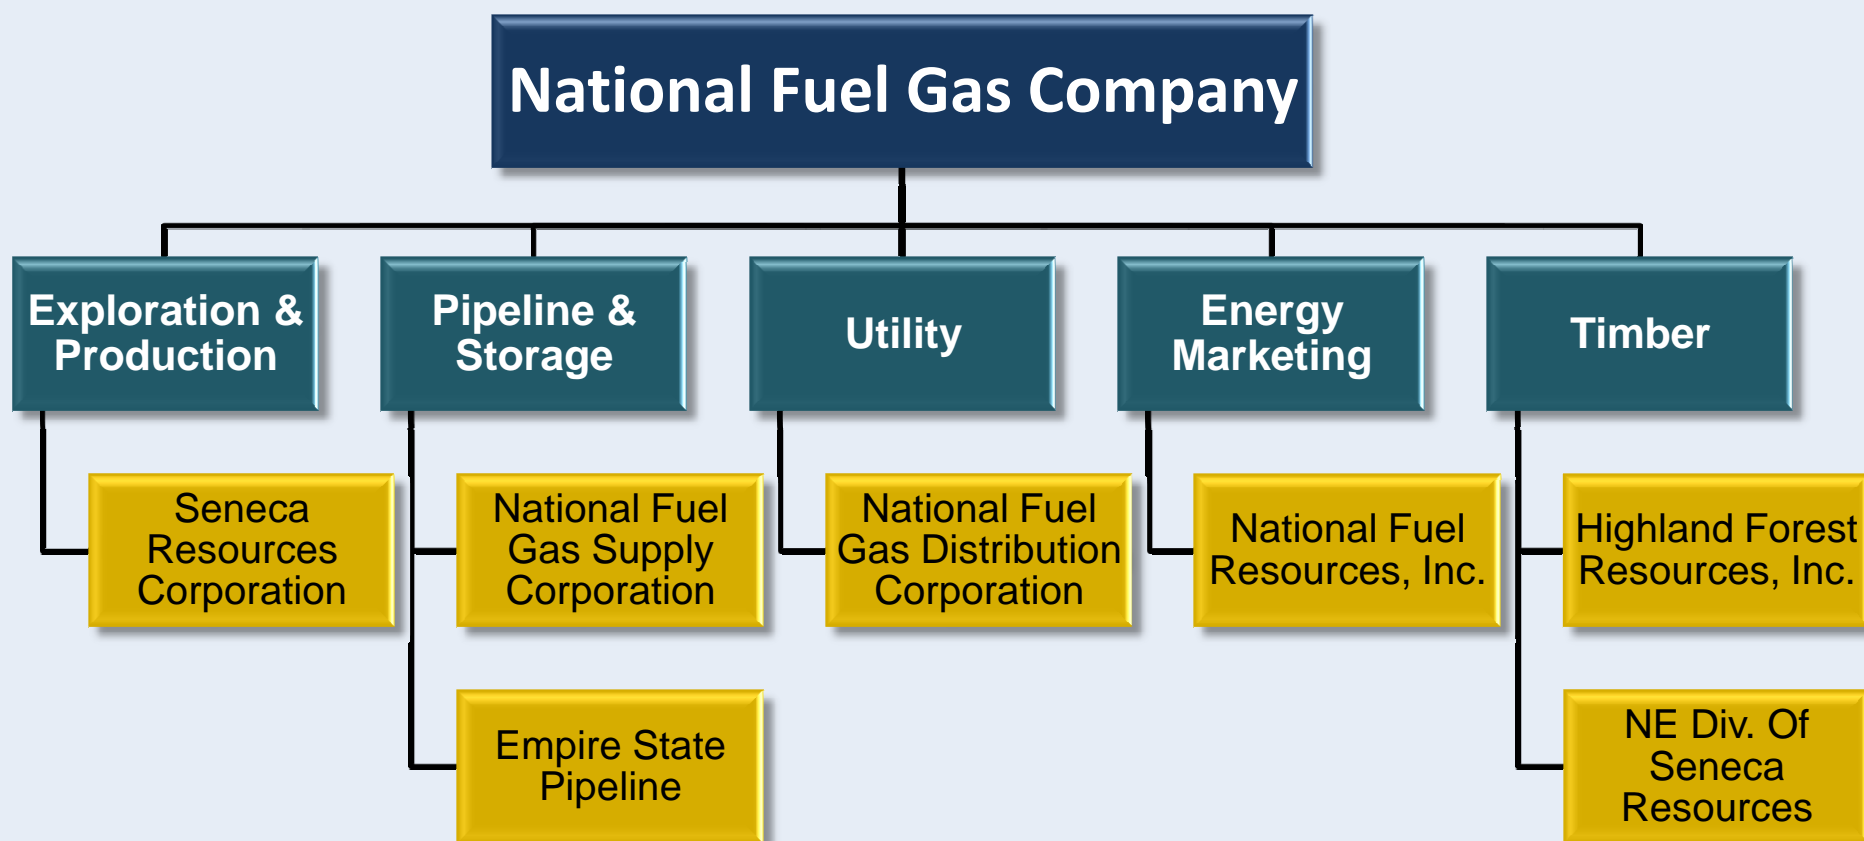 National Fuel Gas Company
Exploration &
Production
Pipeline &
Storage
Utility
Energy
Marketing
Timber
Seneca
Resources
Corporation
National Fuel
Gas Supply
Corporation
National Fuel
Gas Distribution
Corporation
National Fuel
Resources, Inc.
Highland Forest
Resources, Inc.
Empire State
Pipeline
NE Div. Of
Seneca
Resources